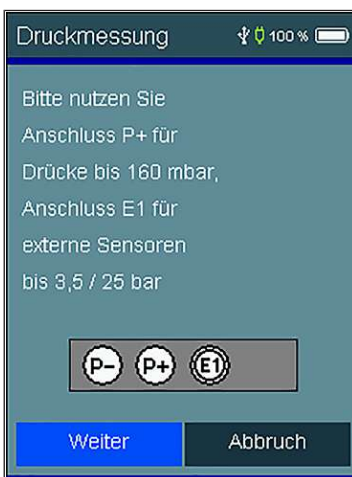 Druckmessung 100 %
Bitte nutzen Sie
Anschluss P+ für
Drücke bis 160 mbar,
Anschluss E1 für
externe Sensoren
bis 3,5 / 25 bar
P− P+ E1
Weiter Abbruch